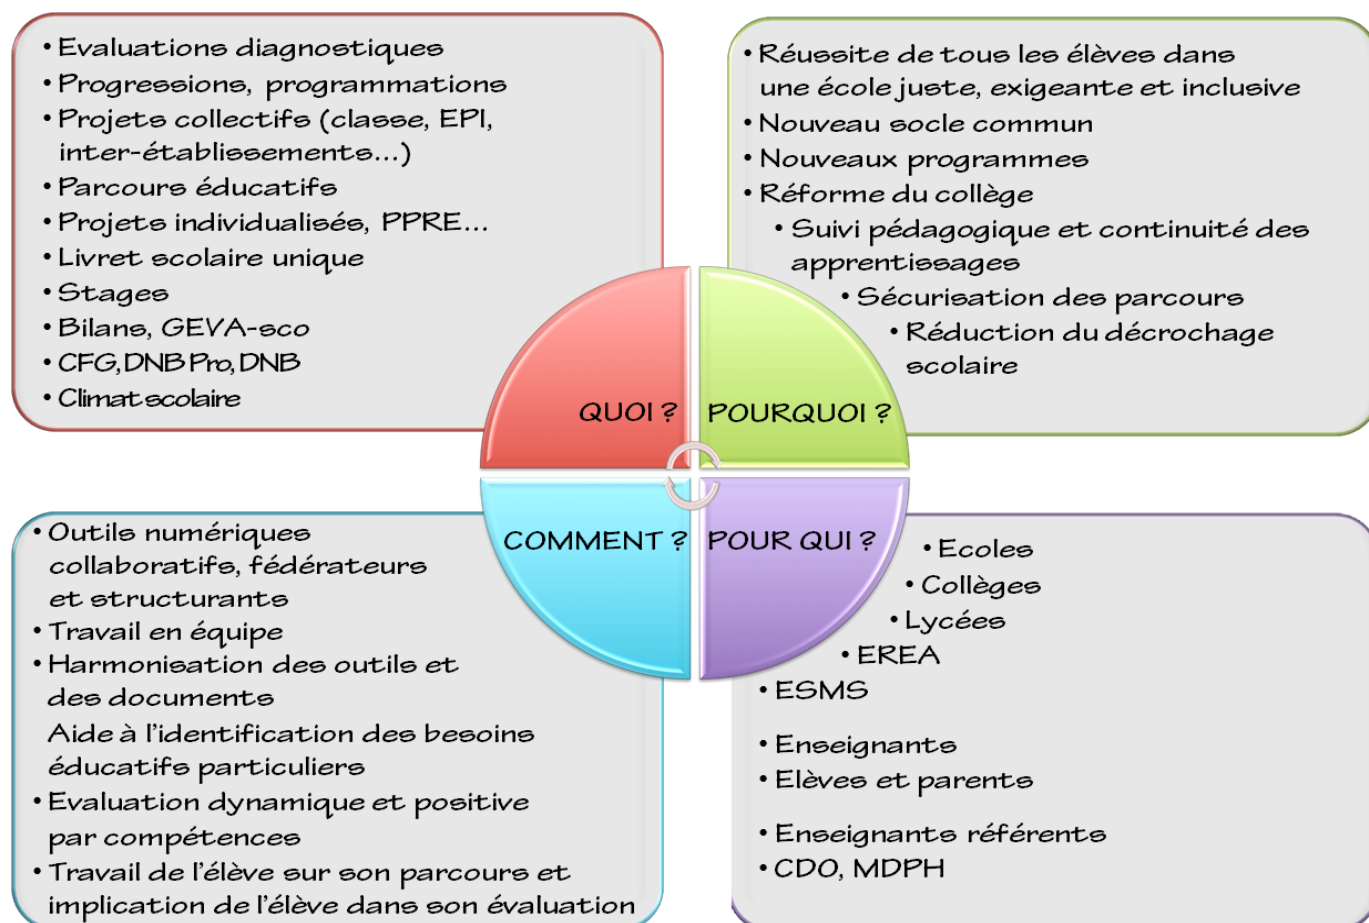 • Evaluations diagnostiques
• Progressions, programmations
• Projets collectifs (classe, EPI,
inter-établissements...)
• Parcours éducatifs
• Projets individualisés, PPRE...
• Livret scolaire unique
• Stages
• Bilans, GEVA-sco
• CFG, DNB Pro, DNB
• Climat scolaire
• Réussite de tous les élèves dans
une école juste, exigeante et inclusive
• Nouveau socle commun
• Nouveaux programmes
• Réforme du collège
• Suivi pédagogique et continuité des
apprentissages
• Sécurisation des parcours
• Réduction du décrochage
scolaire
QUOI ?
POURQUOI ?
COMMENT ?
POUR QUI ?
• Outils numériques
collaboratifs, fédérateurs
et structurants
• Travail en équipe
• Harmonisation des outils et
des documents
Aide à l'identification des besoins
éducatifs particuliers
• Evaluation dynamique et positive
par compétences
• Travail de l'élève sur son parcours et
implication de l'élève dans son évaluation
• Ecoles
• Collèges
• Lycées
• EREA
• ESMS
• Enseignants
• Elèves et parents
• Enseignants référents
• CDO, MDPH